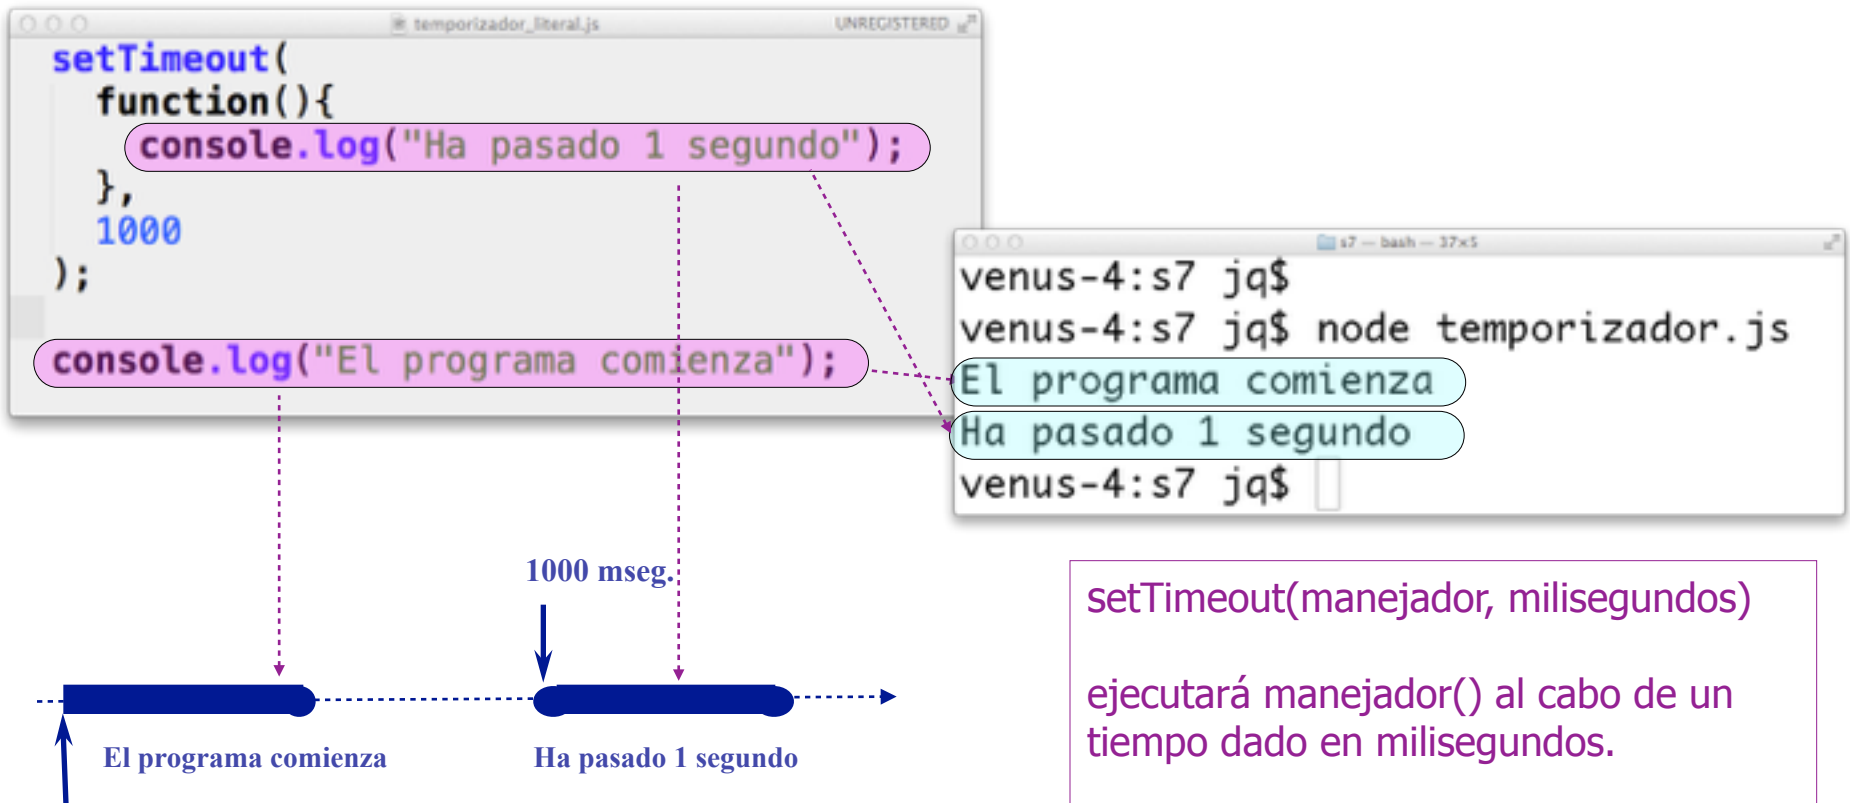 temporizador_literal.js
UNREGISTERED
setTimeout(
function(){
console.log("Ha pasado 1 segundo");
},
1000
);
console.log("El programa comienza");
s7 — bash — 37×5
venus-4:s7 jq$
venus-4:s7 jq$ node temporizador.js
El programa comienza
Ha pasado 1 segundo
venus-4:s7 jq$
1000 mseg.
El programa comienza
Ha pasado 1 segundo
setTimeout(manejador, milisegundos)
ejecutará manejador() al cabo de un
tiempo dado en milisegundos.